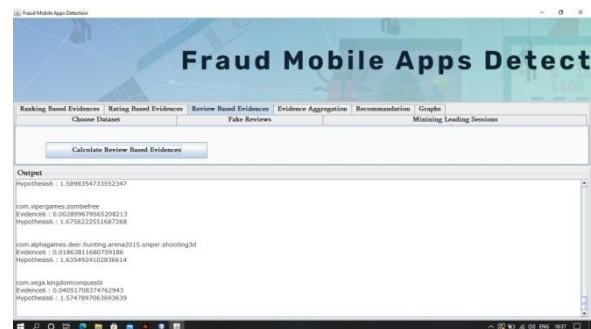 Fraud Mobile Apps Detection
Fraud Mobile Apps Detect
Ranking Based Evidences Rating Based Evidences Review Based Evidences Evidence Aggregation Recommandation Graphs
Choose Dataset Fake Reviews Minining Leading Sessions
Calculate Review Based Evidences
Output
Hypothesis6 : 1.5898354733552347
com.vipergames.zombiefree
Evidence6 : 0.002899679565208213
Hypothesis6 : 1.6756222551687268
com.alphagames.deer.hunting.arena2015.sniper.shooting3d
Evidence6 : 0.01863811680759186
Hypothesis6 : 1.6354924102836614
com.sega.kingdomconquestii
Evidence6 : 0.04051708374762943
Hypothesis6 : 1.5747897063693639
ENG 1637